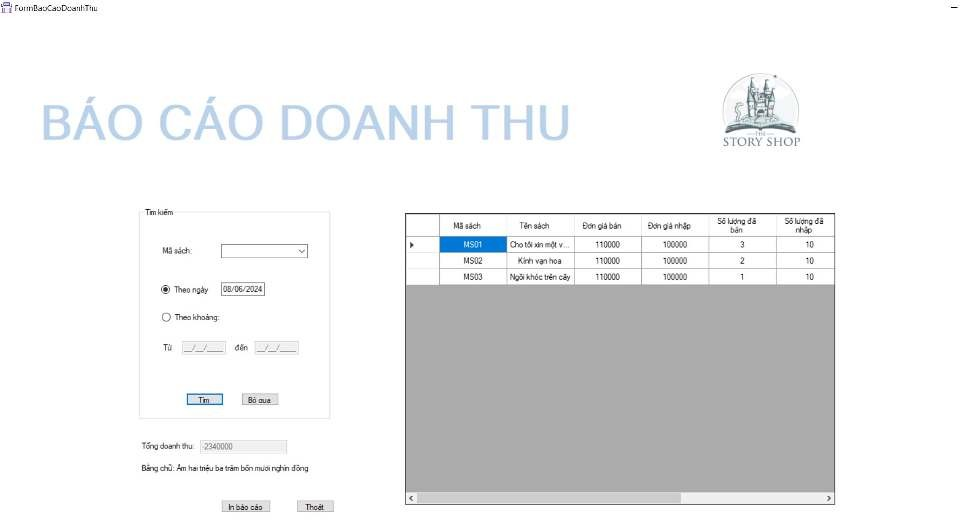 FormBaoCaoDoanhThu
BÁO CÁO DOANH THU
THE
STORY SHOP
Tìm kiếm
Mã sách:
Theo ngày 08/06/2024
Theo khoảng:
Từ __/__/____ đến __/__/____
Tìm Bỏ qua
Tổng doanh thu: -2340000
Bằng chữ: Âm hai triệu ba trăm bốn mươi nghìn đồng
In báo cáo Thoát
Mã sách Tên sách Đơn giá bán Đơn giá nhập Số lượng đã bán Số lượng đã nhập
MS01 Cho tôi xin một v... 110000 100000 3 10
MS02 Kính vạn hoa 110000 100000 2 10
MS03 Ngồi khóc trên cây 110000 100000 1 10